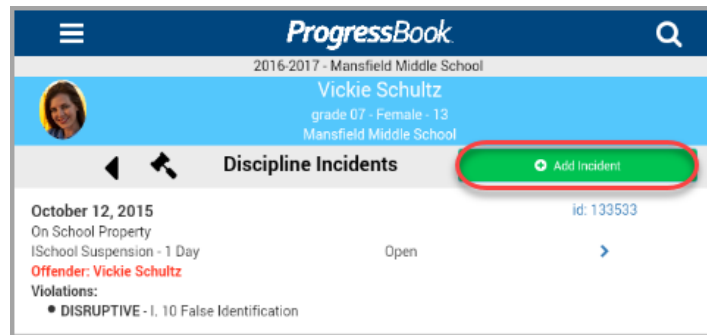 ProgressBook.
2016-2017 - Mansfield Middle School
Vickie Schultz
grade 07 - Female - 13
Mansfield Middle School
Discipline Incidents
Add Incident
October 12, 2015
id: 133533
On School Property
ISchool Suspension - 1 Day
Open
Offender: Vickie Schultz
Violations:
• DISRUPTIVE - I. 10 False Identification